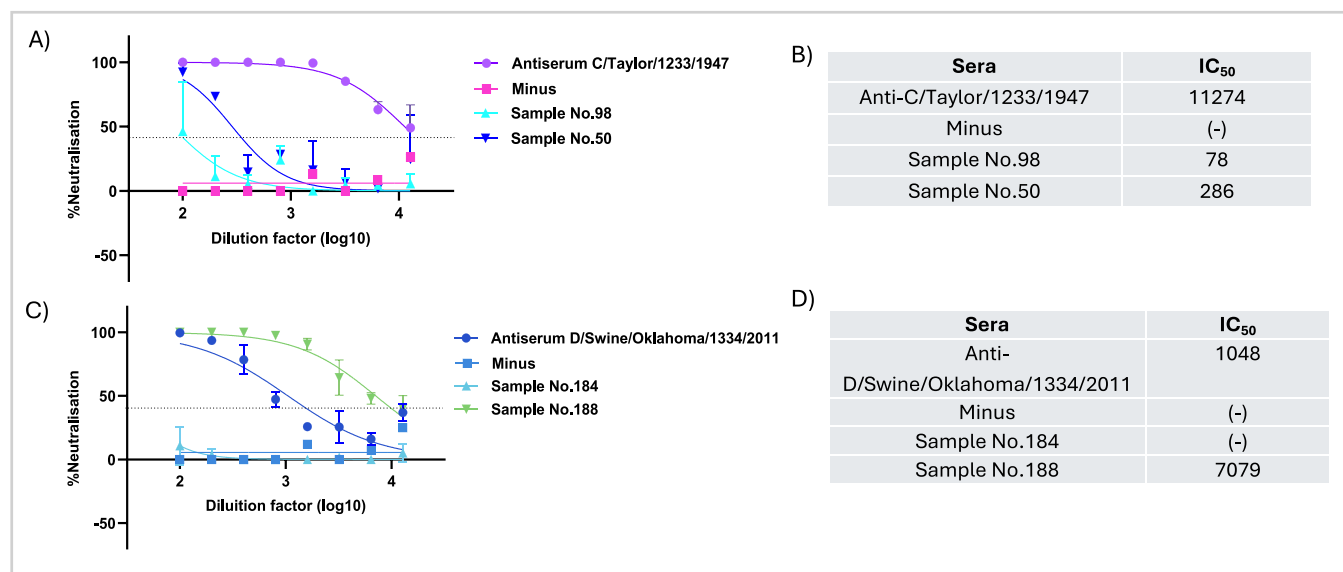 A)
%Neutralisation
100
50
0
-50
2
3
4
Dilution factor (log10)
Antiserum C/Taylor/1233/1947
Minus
Sample No.98
Sample No.50
B)
Sera IC50
Anti-C/Taylor/1233/1947 11274
Minus (-)
Sample No.98 78
Sample No.50 286
C)
%Neutralisation
100
50
0
-50
2
3
4
Diluition factor (log10)
Antiserum D/Swine/Oklahoma/1334/2011
Minus
Sample No.184
Sample No.188
D)
Sera IC50
Anti- 1048
D/Swine/Oklahoma/1334/2011
Minus (-)
Sample No.184 (-)
Sample No.188 7079